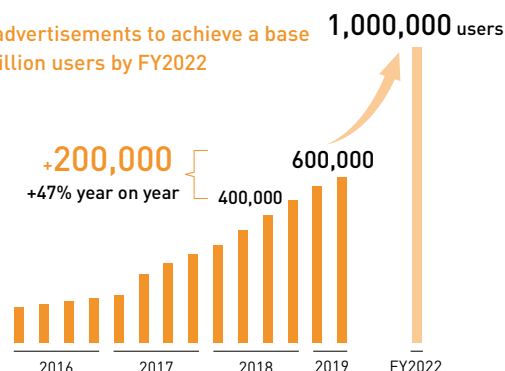 advertisements to achieve a base
illion users by FY2022
1,000,000 users
+200,000
+47% year on year
600,000
400,000
2016 2017 2018 2019 FY2022